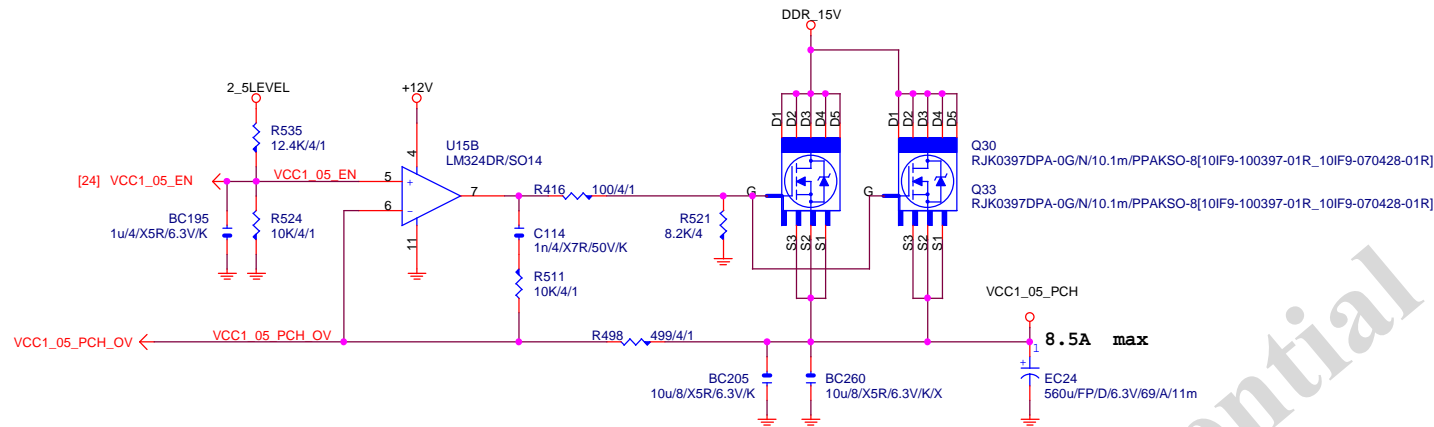 DDR_15V
2_5LEVEL
+12V
R535
12.4K/4/1
U15B
LM324DR/SO14
D1
D2
D3
D4
D5
D1
D2
D3
D4
D5
Q30
RJK0397DPA-0G/N/10.1m/PPAKSO-8[10IF9-100397-01R_10IF9-070428-01R]
Q33
RJK0397DPA-0G/N/10.1m/PPAKSO-8[10IF9-100397-01R_10IF9-070428-01R]
[24] VCC1_05_EN
VCC1_05_EN
4
5
+
6
-
7
11
R416
100/4/1
G
G
BC195
1u/4/X5R/6.3V/K
R524
10K/4/1
C114
1n/4/X7R/50V/K
R521
8.2K/4
S3
S2
S1
S3
S2
S1
R511
10K/4/1
VCC1_05_PCH
VCC1_05_PCH_OV
VCC1_05_PCH_OV
R498
499/4/1
8.5A max
1
+
BC205
10u/8/X5R/6.3V/K
BC260
10u/8/X5R/6.3V/K/X
EC24
560u/FP/D/6.3V/69/A/11m